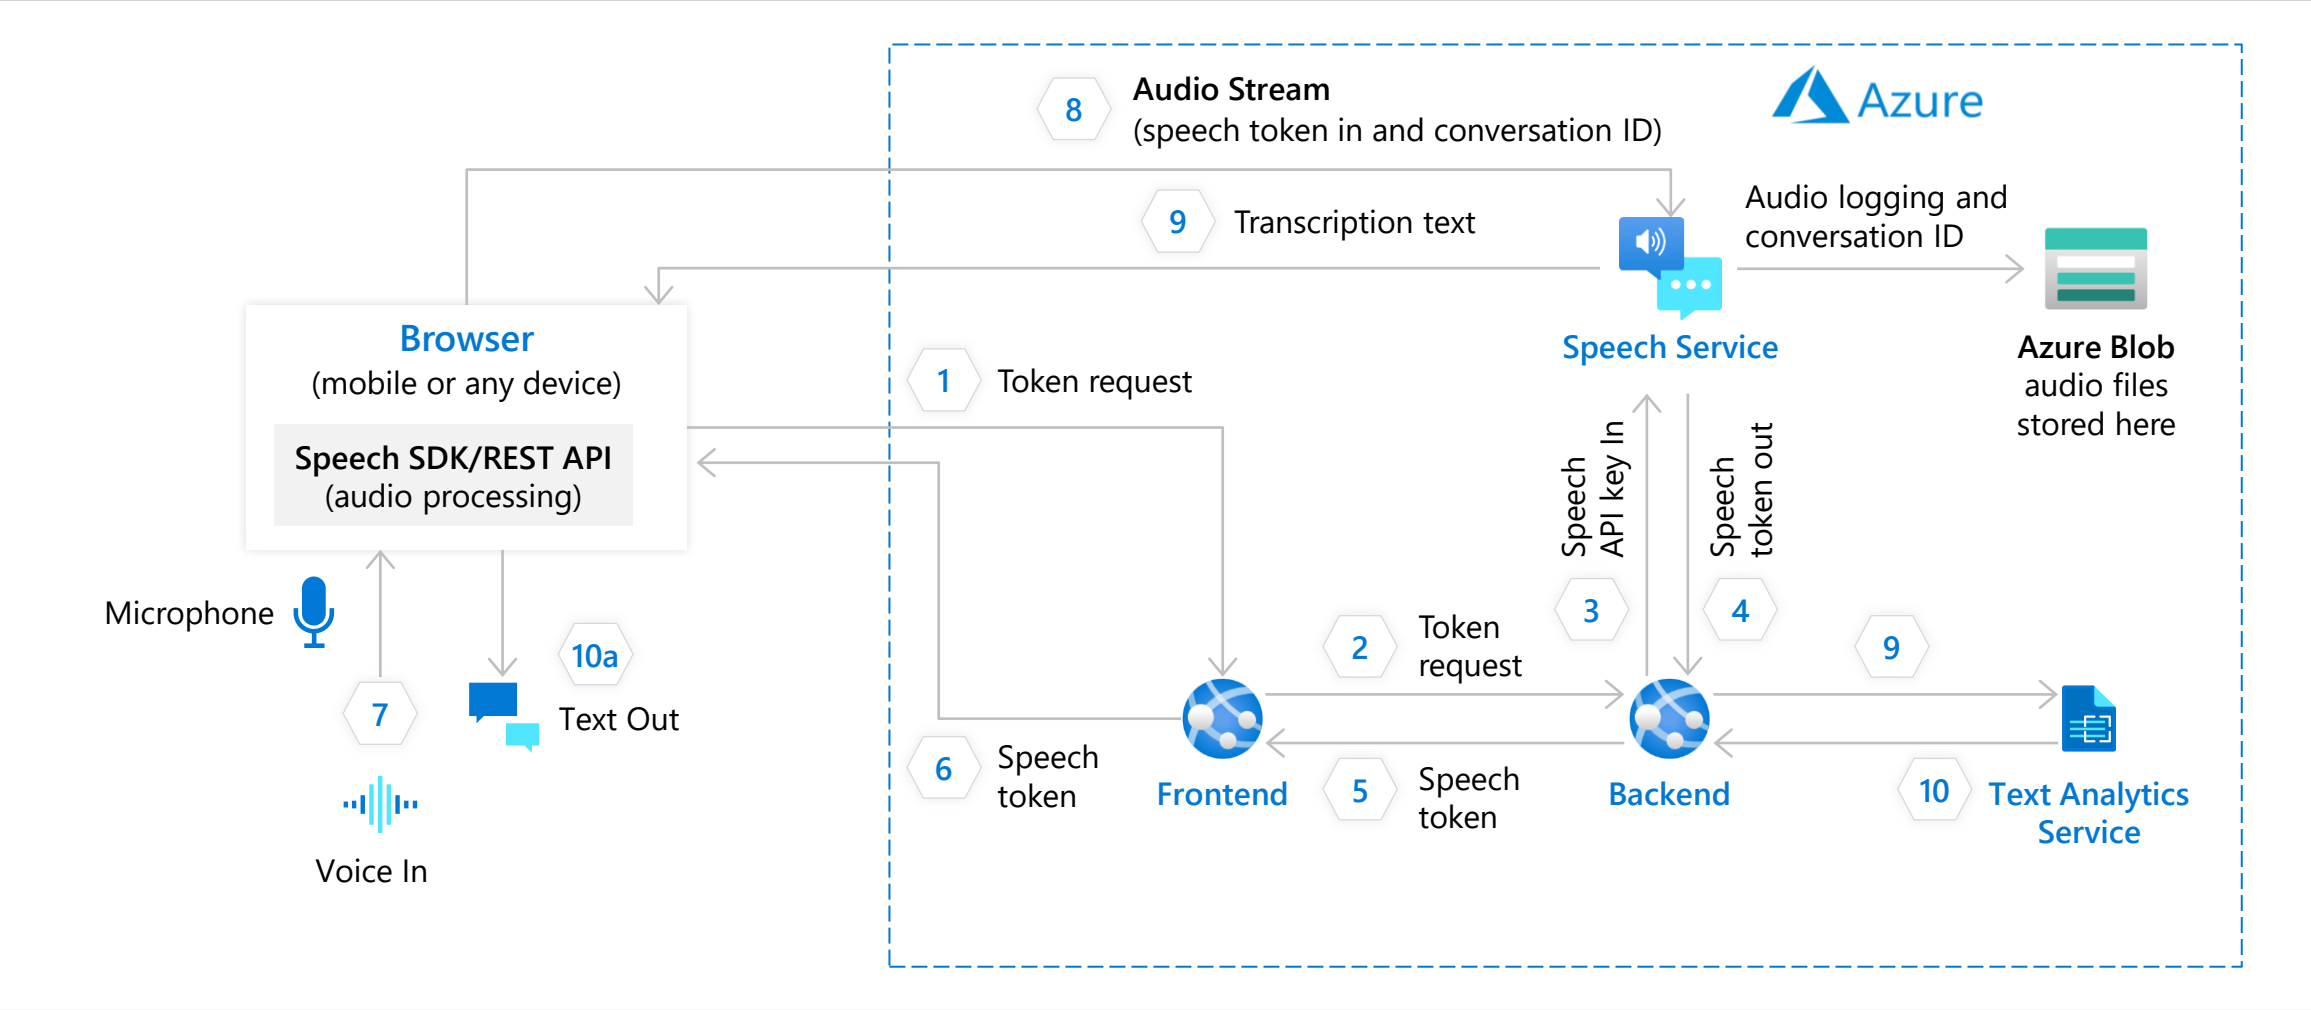 8
Audio Stream
(speech token in and conversation ID)
Azure
9
Transcription text
Audio logging and
conversation ID
Browser
(mobile or any device)
Speech SDK/REST API
(audio processing)
1
Token request
Speech Service
Azure Blob
audio files
stored here
Speech
API key In
Speech
token out
3
4
Microphone
10a
Text Out
7
Voice In
2
Token
request
9
6
Speech
token
Frontend
5
Speech
token
Backend
10
Text Analytics
Service